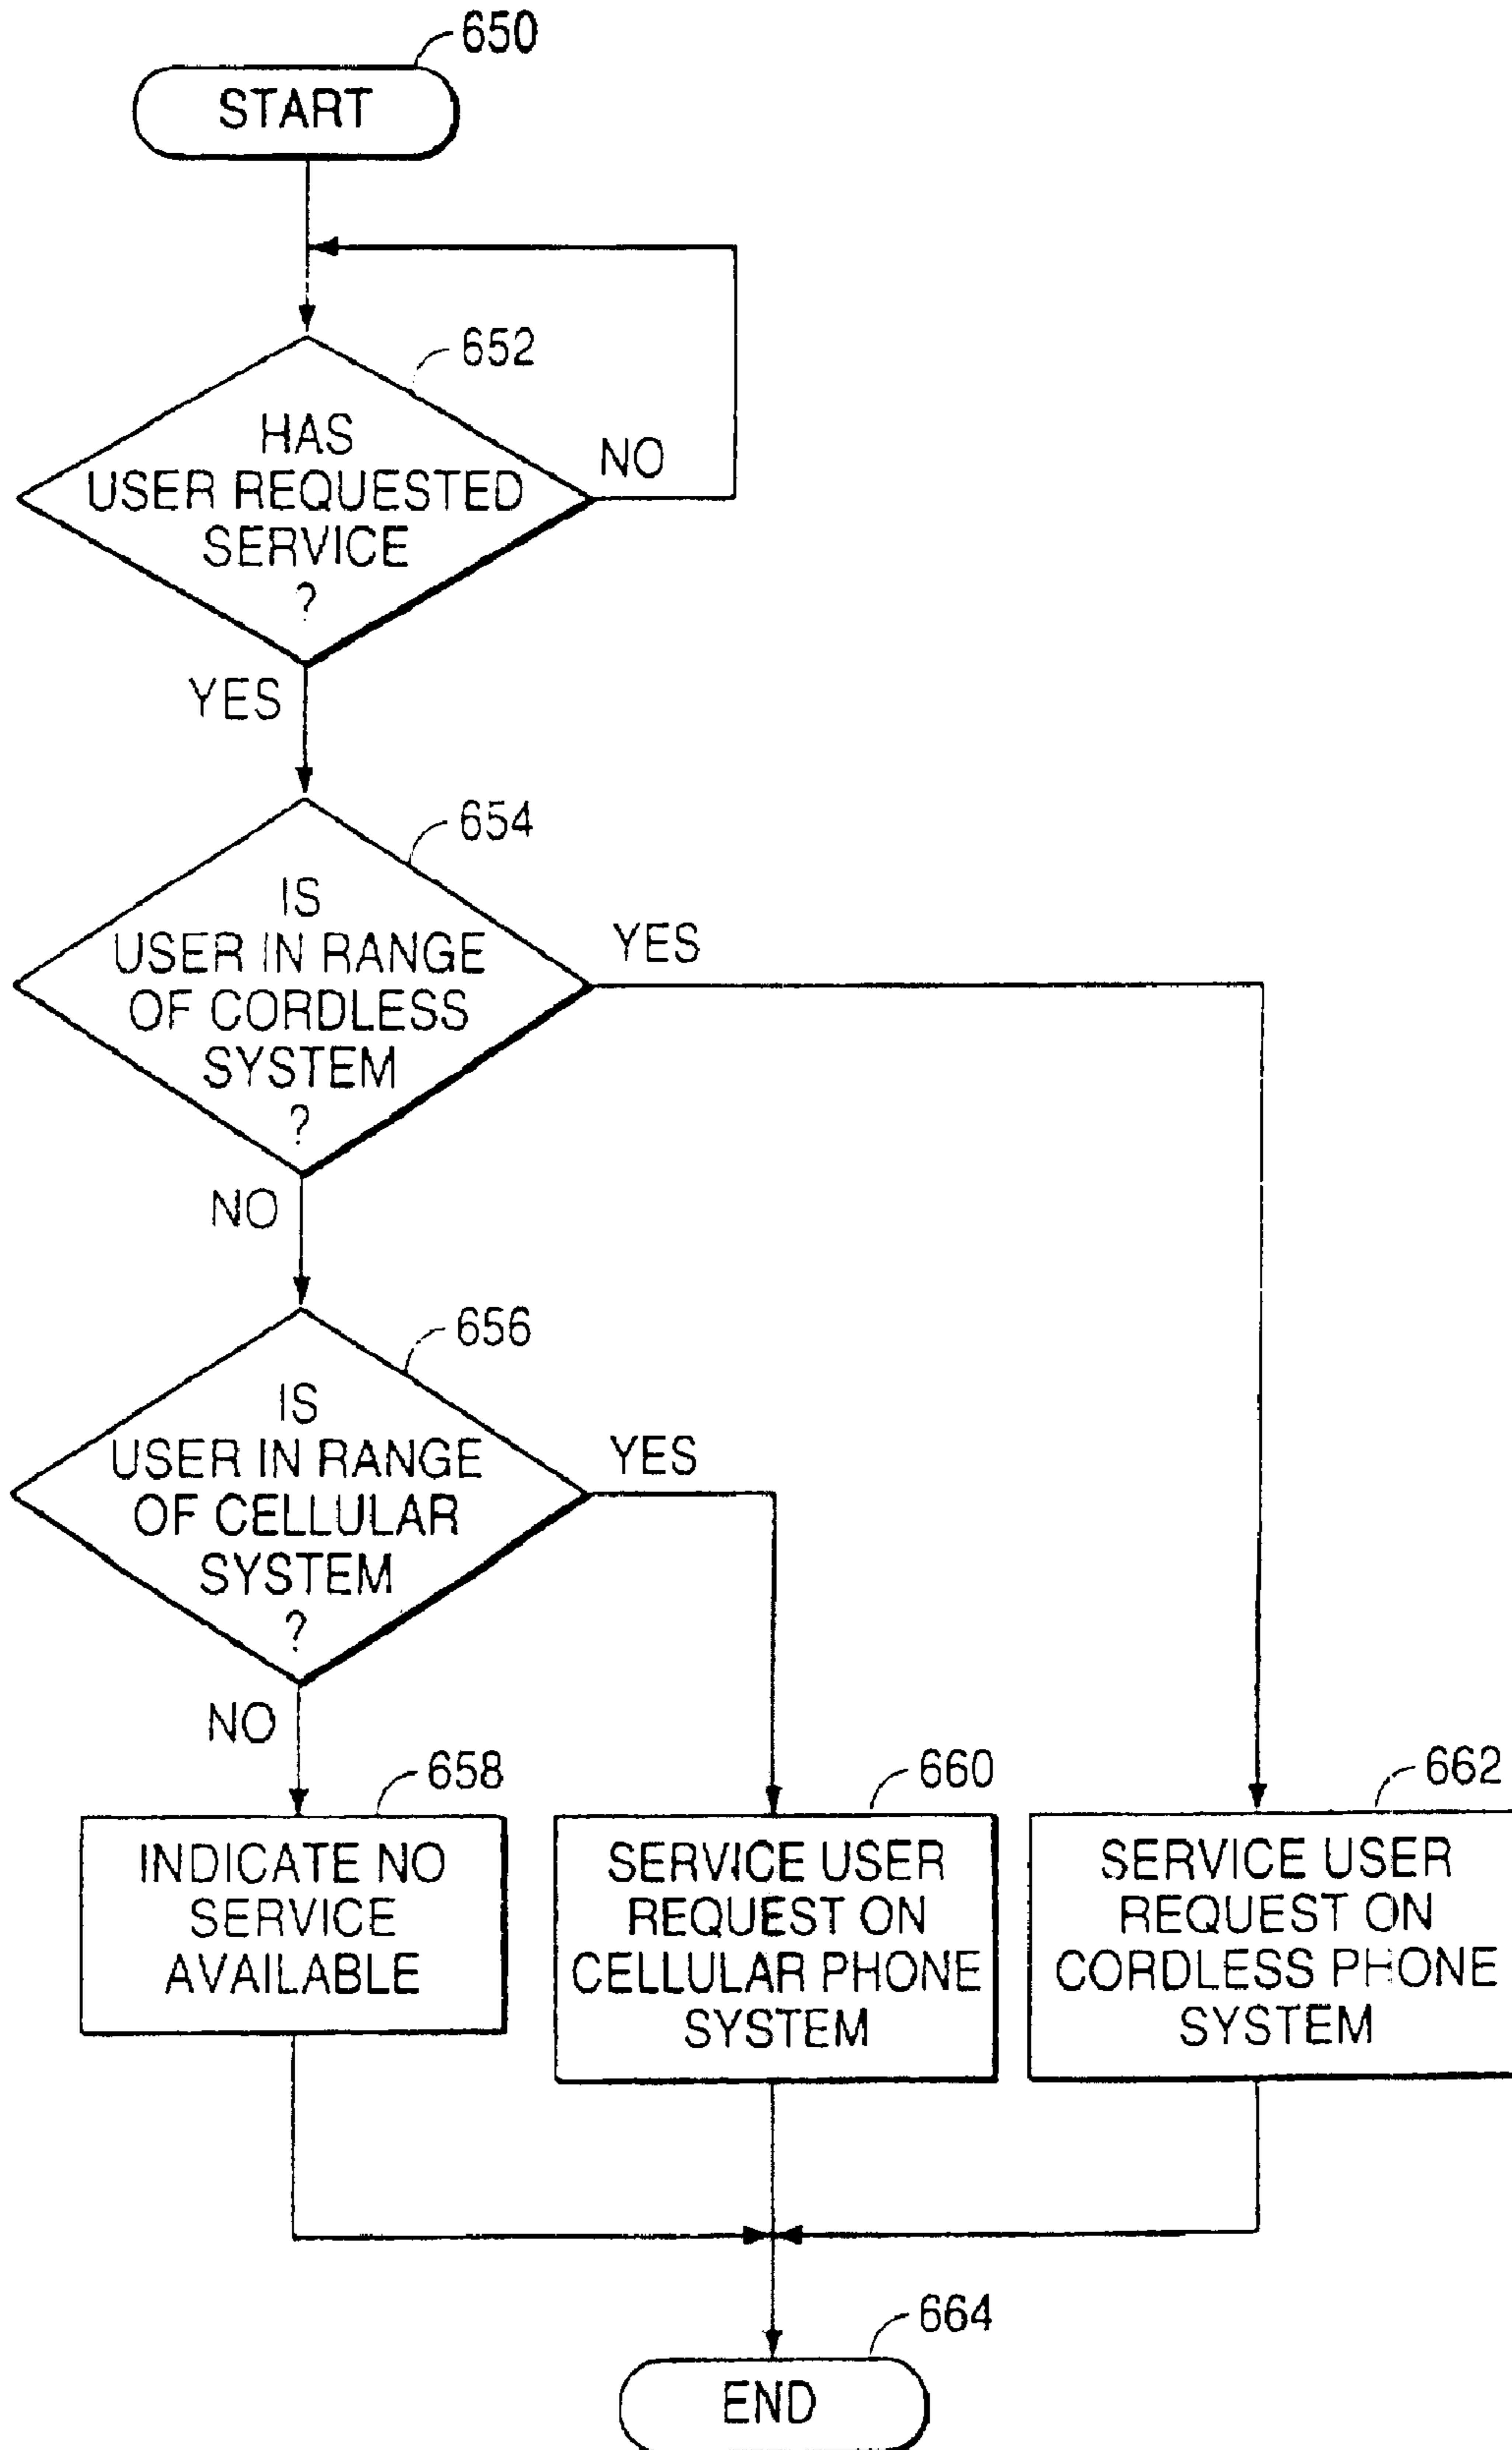 650
START
652
HAS
USER REQUESTED
SERVICE
?
NO
YES
654
IS
USER IN RANGE
OF CORDLESS
SYSTEM
?
YES
NO
656
IS
USER IN RANGE
OF CELLULAR
SYSTEM
?
YES
NO
658
INDICATE NO
SERVICE
AVAILABLE
660
SERVICE USER
REQUEST ON
CELLULAR PHONE
SYSTEM
662
SERVICE USER
REQUEST ON
CORDLESS PHONE
SYSTEM
664
END